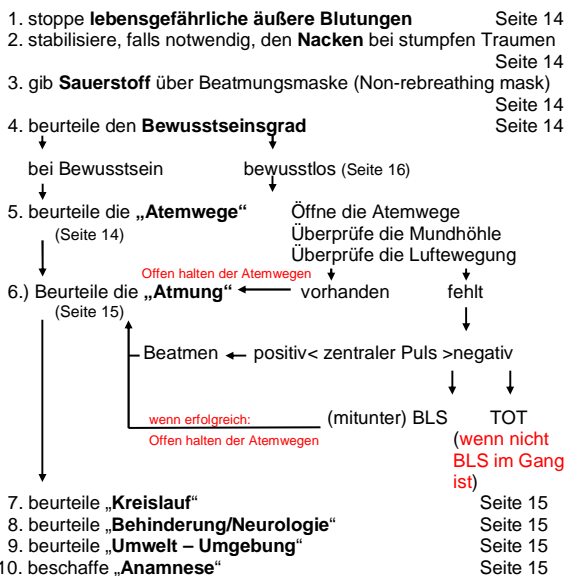 1. stoppe lebensgefährliche äußere Blutungen Seite 14
2. stabilisiere, falls notwendig, den Nacken bei stumpfen Traumen
Seite 14
3. gib Sauerstoff über Beatmungsmaske (Non-rebreathing mask)
Seite 14
4. beurteile den Bewusstseinsgrad Seite 14
bei Bewusstsein bewusstlos (Seite 16)
5. beurteile die „Atemwege“ Öffne die Atemwege
(Seite 14) Überprüfe die Mundhöhle
Überprüfe die Luftewegung
Offen halten der Atemwegen
6.) Beurteile die „Atmung“ vorhanden fehlt
(Seite 15)
Beatmen positiv< zentraler Puls >negativ
wenn erfolgreich: (mitunter) BLS TOT
Offen halten der Atemwegen (wenn nicht
BLS im Gang
ist)
7. beurteile „Kreislauf“ Seite 15
8. beurteile „Behinderung/Neurologie“ Seite 15
9. beurteile „Umwelt – Umgebung“ Seite 15
10. beschaffe „Anamnese“ Seite 15